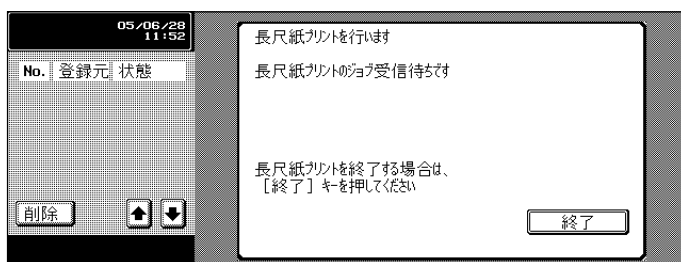 05/06/28
11:52
No. 登録元 状態
削除
長尺紙プリントを行います
長尺紙プリントのジョブ受信待ちです
長尺紙プリントを終了する場合は、
[終了] キーを押してください
終了